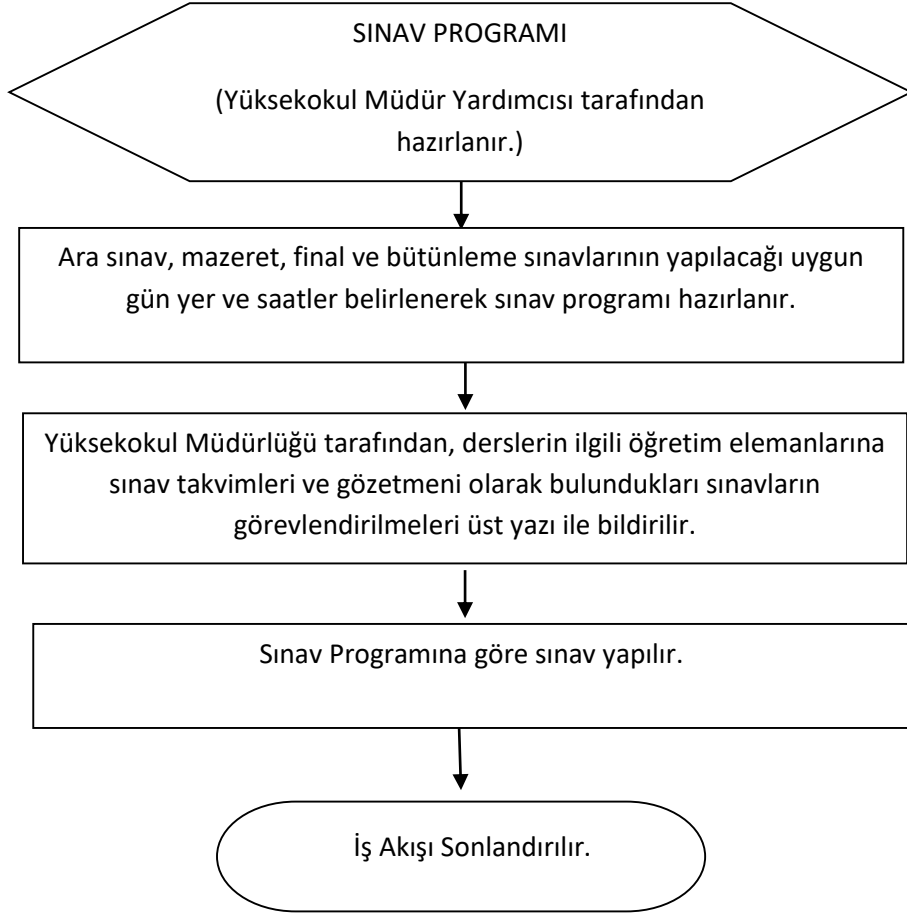 SINAV PROGRAMI
(Yüksekokul Müdür Yardımcısı tarafından
hazırlanır.)
Ara sınav, mazeret, final ve bütünleme sınavlarının yapılacağı uygun
gün yer ve saatler belirlenerek sınav programı hazırlanır.
Yüksekokul Müdürlüğü tarafından, derslerin ilgili öğretim elemanlarına
sınav takvimleri ve gözetmeni olarak bulundukları sınavların
görevlendirilmeleri üst yazı ile bildirilir.
Sınav Programına göre sınav yapılır.
İş Akışı Sonlandırılır.